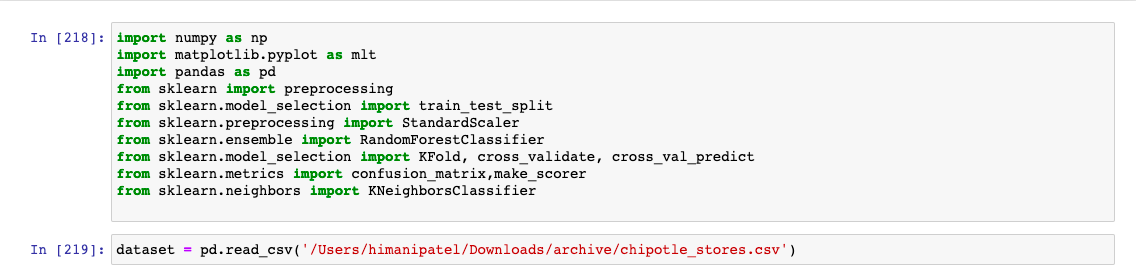 In [218]: import numpy as np
import matplotlib.pyplot as mlt
import pandas as pd
from sklearn import preprocessing
from sklearn.model_selection import train_test_split
from sklearn.preprocessing import StandardScaler
from sklearn.ensemble import RandomForestClassifier
from sklearn.model_selection import KFold, cross_validate, cross_val_predict
from sklearn.metrics import confusion_matrix,make_scorer
from sklearn.neighbors import KNeighborsClassifier
In [219]: dataset = pd.read_csv('/Users/himanipatel/Downloads/archive/chipotle_stores.csv')